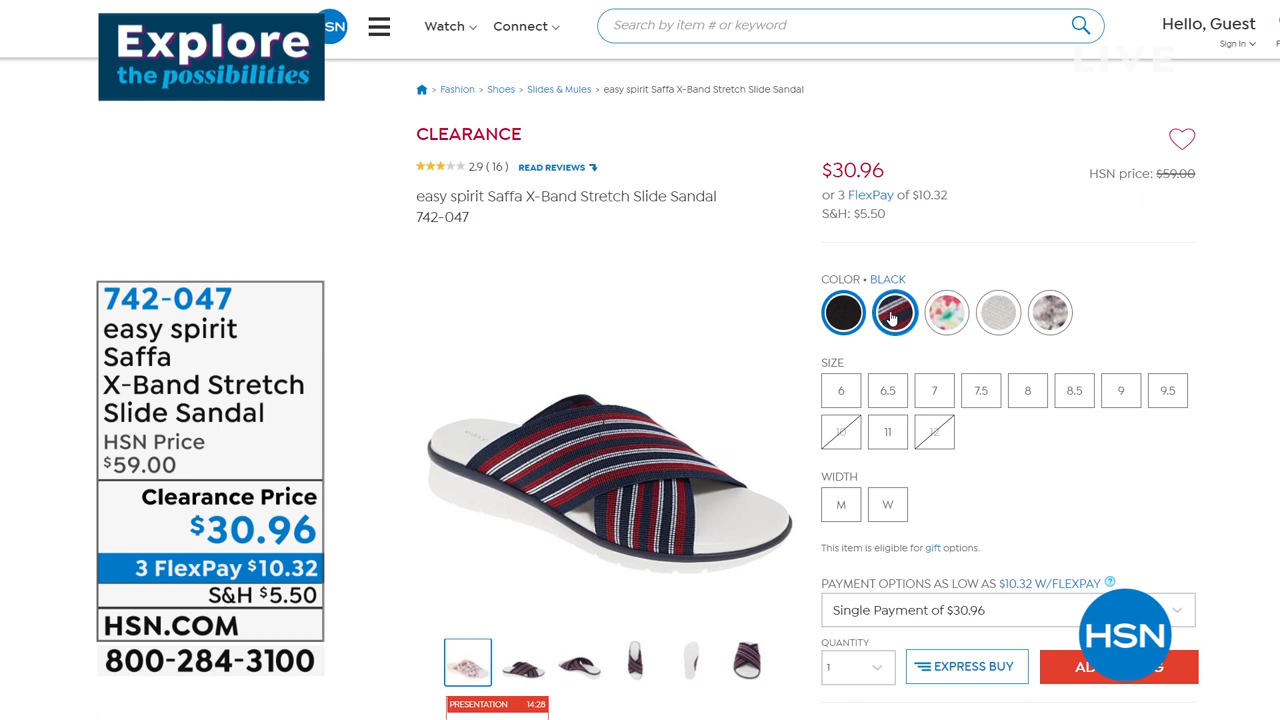 Explore
the possibilities
HSN
Watch
Connect
Search by item # or keyword
Hello, Guest
Sign In
LIVE
> Fashion > Shoes > Slides & Mules > easy spirit Saffa X-Band Stretch Slide Sandal
CLEARANCE
2.9 ( 16 ) READ REVIEWS
easy spirit Saffa X-Band Stretch Slide Sandal
742-047
$30.96
HSN price: $59.00
or 3 FlexPay of $10.32
S&H: $5.50
COLOR • BLACK
SIZE
6 6.5 7 7.5 8 8.5 9 9.5
10 11 12
WIDTH
M W
This item is eligible for gift options.
PAYMENT OPTIONS AS LOW AS $10.32 W/FLEXPAY ?
Single Payment of $30.96
QUANTITY
1
EXPRESS BUY
HSN
742-047
easy spirit
Saffa
X-Band Stretch
Slide Sandal
HSN Price
$59.00
Clearance Price
$30.96
3 FlexPay $10.32
S&H $5.50
HSN.COM
800-284-3100
PRESENTATION 14:28